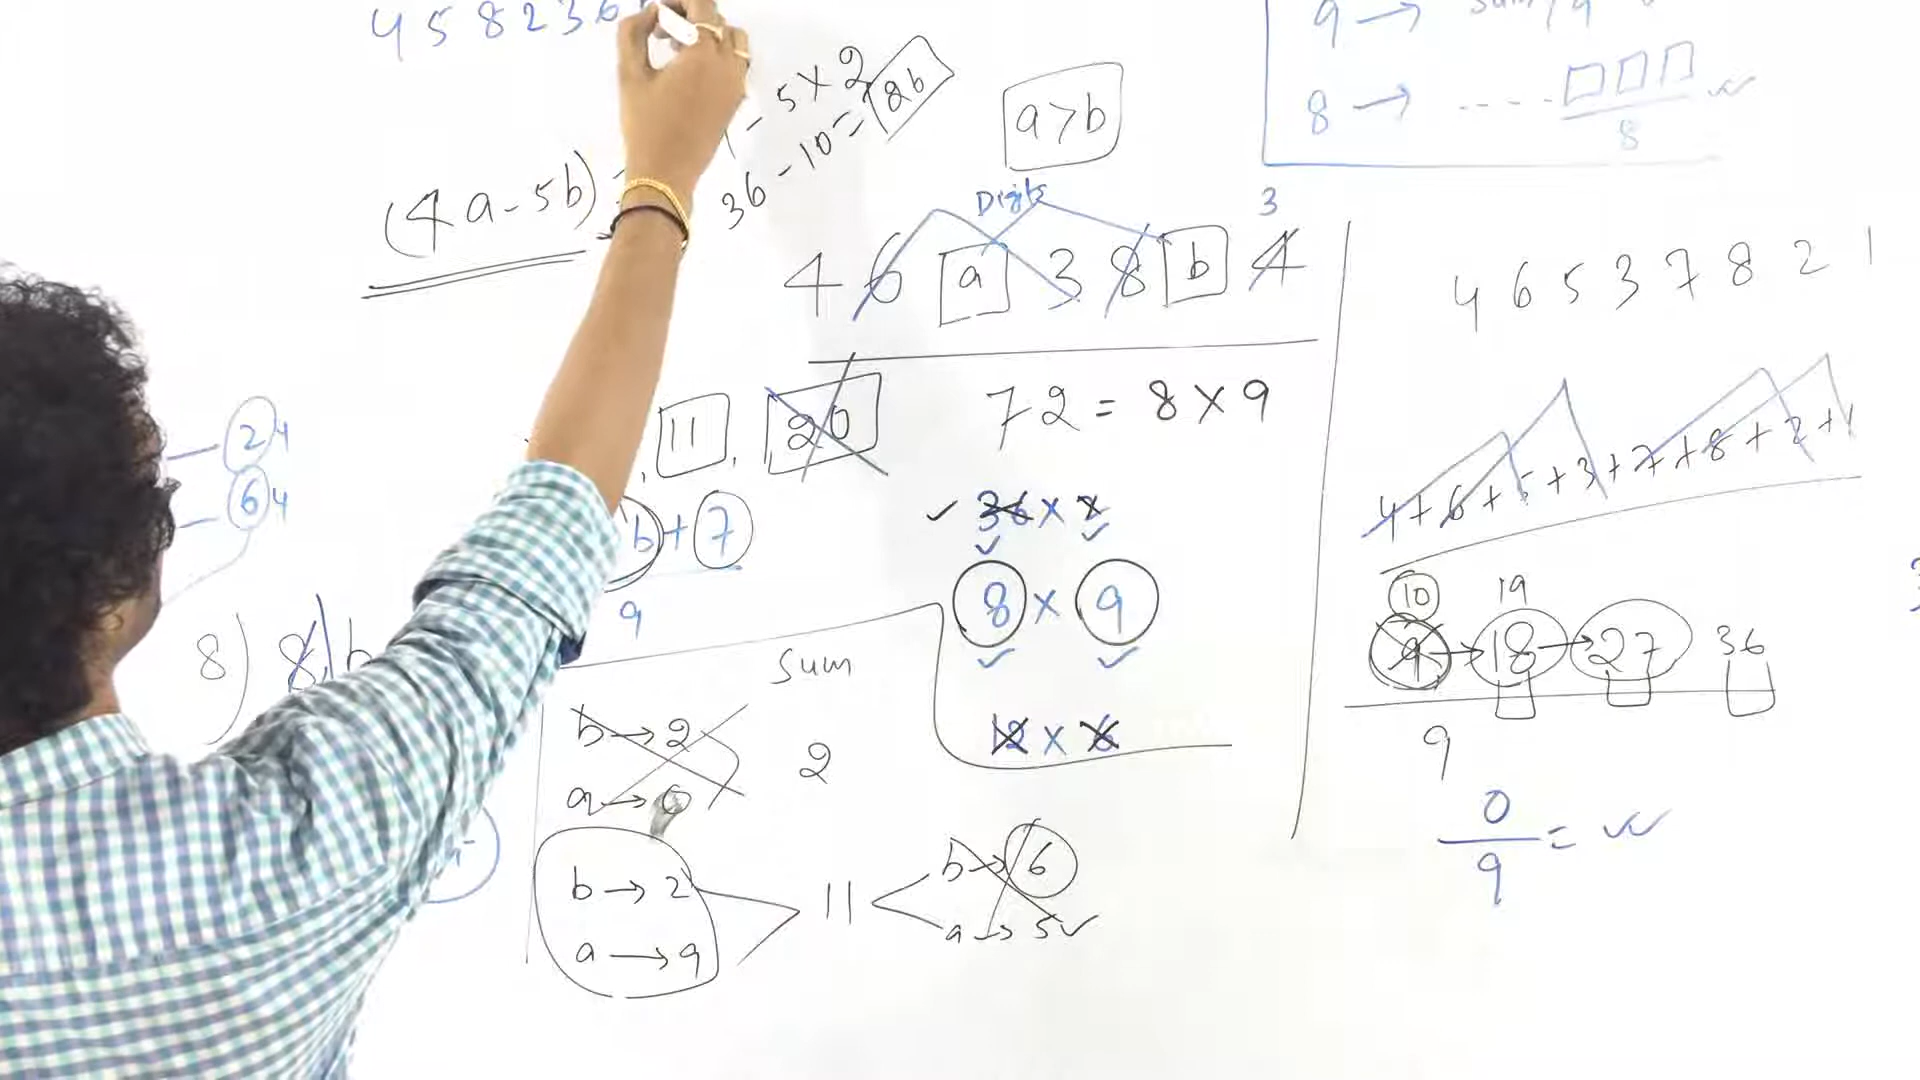 4 5 8 2 3 6
9 → sum/9
8 → ..... □□□
8
- 5 × 2
36 - 10 = 26
a > b
(4a - 5b)
Digits
3
4 6 a 3 8 b 4
4 6 5 3 7 8 2 1
72 = 8 × 9
, 11, 20
24
64
b + 7
9
36 × 2
8 × 9
12 × 6
4 + 6 + 5 + 3 + 7 + 8 + 2 + 1
10 19
9 → 18 → 27 36
9
0/9 =
8) 8 b
Sum
b → 2
a → 0
2
b → 2
a → 9
11
b → 6
a → 5